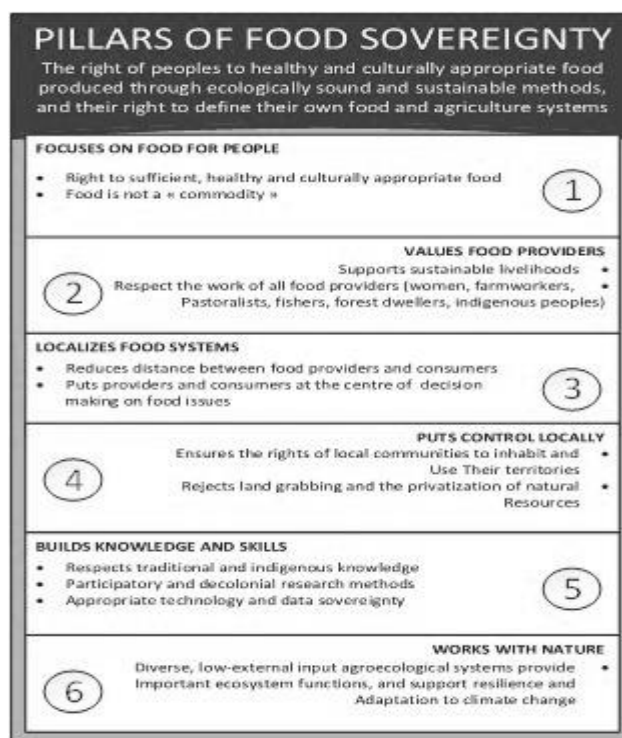 PILLARS OF FOOD SOVEREIGNTY
The right of peoples to healthy and culturally appropriate food
produced through ecologically sound and sustainable methods,
and their right to define their own food and agriculture systems
FOCUSES ON FOOD FOR PEOPLE
• Right to sufficient, healthy and culturally appropriate food
• Food is not a « commodity »
1
VALUES FOOD PROVIDERS
Supports sustainable livelihoods •
Respect the work of all food providers (women, farmworkers, •
Pastoralists, fishers, forest dwellers, indigenous peoples)
2
LOCALIZES FOOD SYSTEMS
• Reduces distance between food providers and consumers
• Puts providers and consumers at the centre of decision
making on food issues
3
PUTS CONTROL LOCALLY
Ensures the rights of local communities to inhabit and •
Use Their territories
Rejects land grabbing and the privatization of natural •
Resources
4
BUILDS KNOWLEDGE AND SKILLS
• Respects traditional and indigenous knowledge
• Participatory and decolonial research methods
• Appropriate technology and data sovereignty
5
WORKS WITH NATURE
Diverse, low-external input agroecological systems provide •
Important ecosystem functions, and support resilience and
Adaptation to climate change
6